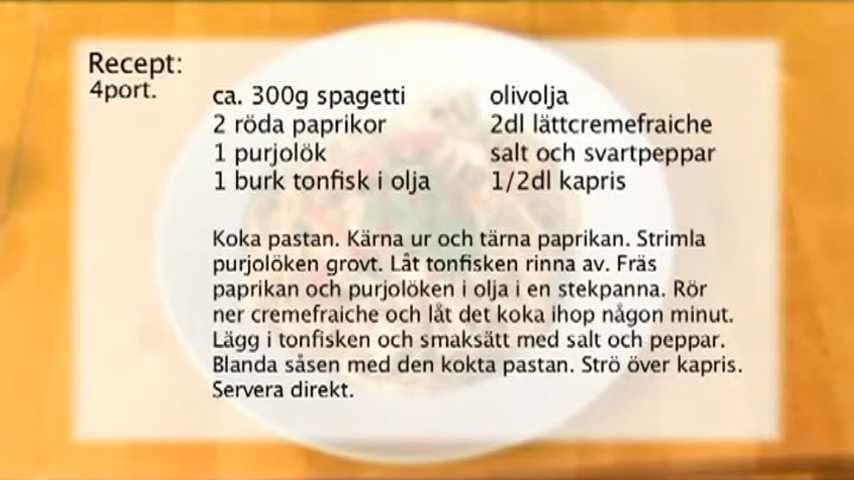 Recept:
4port.
ca. 300g spagetti
2 röda paprikor
1 purjolök
1 burk tonfisk i olja
olivolja
2dl lättcremefraiche
salt och svartpeppar
1/2dl kapris
Koka pastan. Kärna ur och tärna paprikan. Strimla
purjolöken grovt. Låt tonfisken rinna av. Fräs
paprikan och purjolöken i olja i en stekpanna. Rör
ner cremefraiche och låt det koka ihop någon minut.
Lägg i tonfisken och smaksätt med salt och peppar.
Blanda såsen med den kokta pastan. Strö över kapris.
Servera direkt.